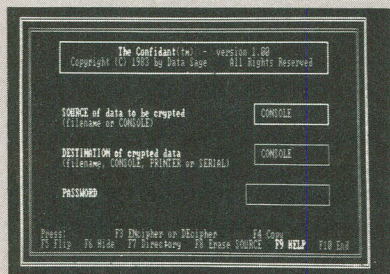 The Confidant(tm) - version 1.00
Copyright (C) 1983 by Data Sage All Rights Reserved
SOURCE of data to be crypted
(filename or CONSOLE)
CONSOLE
DESTINATION of crypted data
(filename, CONSOLE, PRINTER or SERIAL)
CONSOLE
PASSWORD
Press: F3 ENcipher or DEcipher F4 Copy
F5 Flip F6 Hide F7 Directory F8 Erase SOURCE F9 HELP F10 End